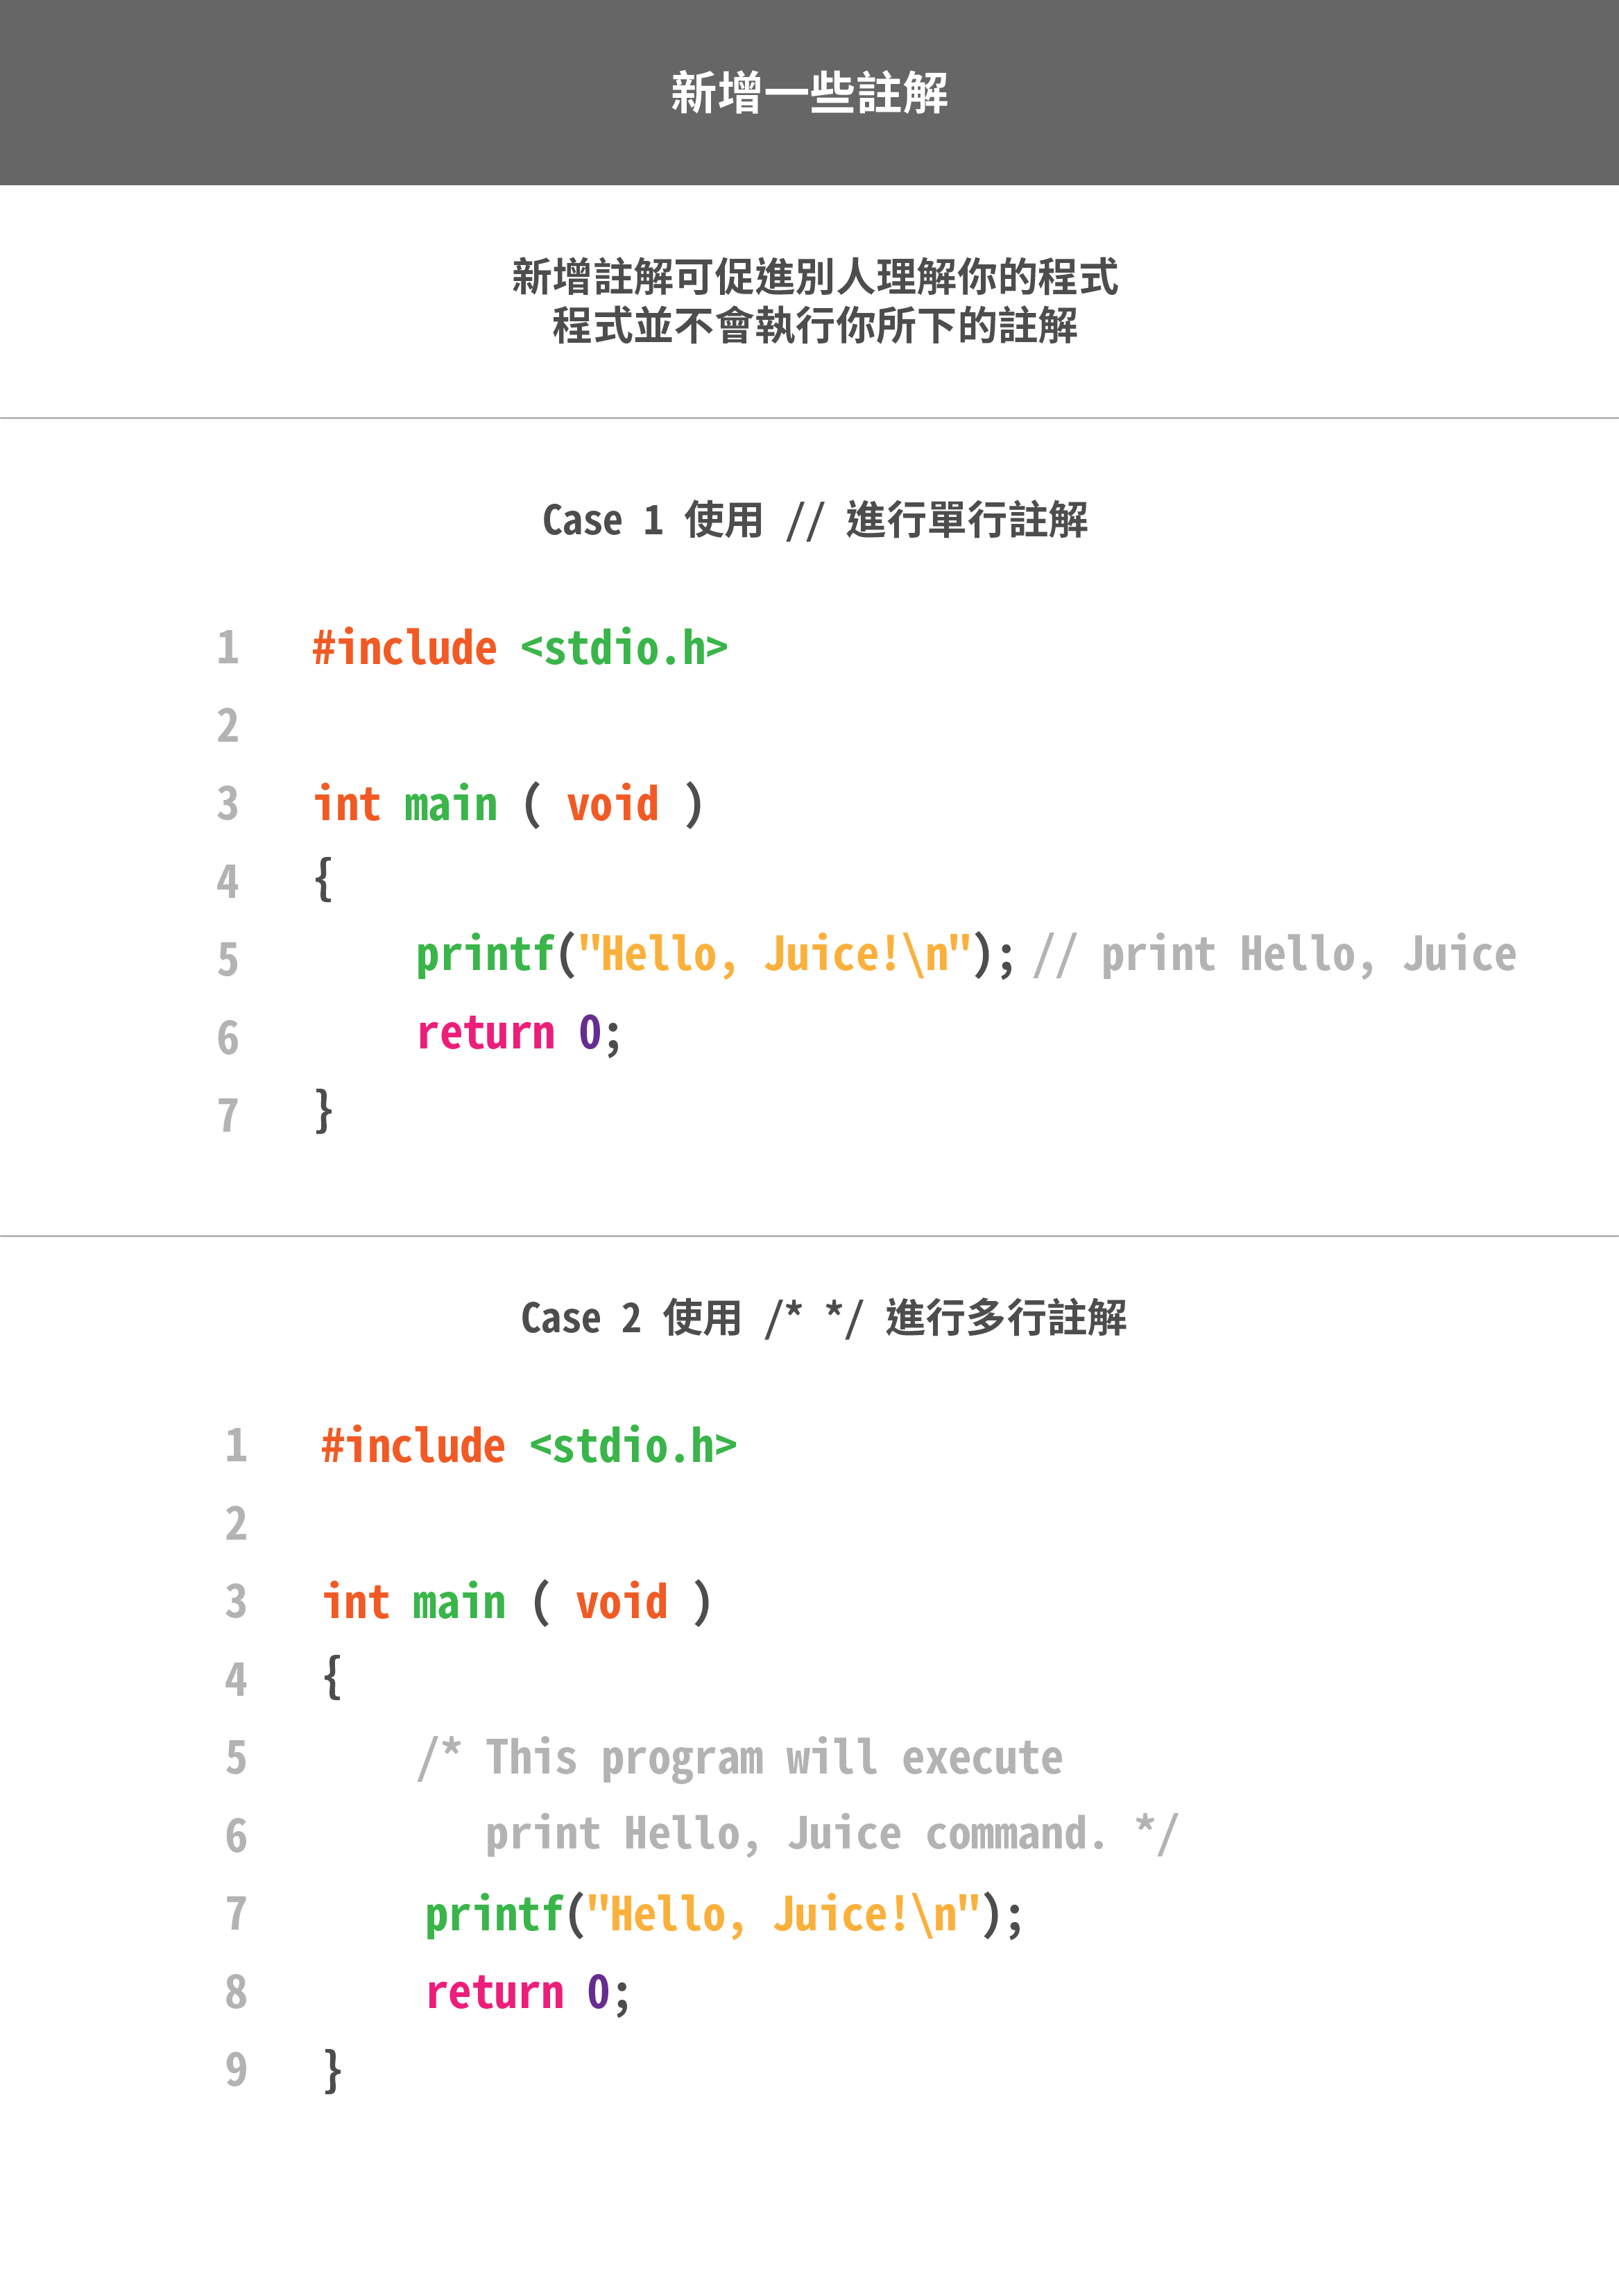 新增一些註解
新增註解可促進別人理解你的程式
程式並不會執行你所下的註解
Case 1 使用 // 進行單行註解
1 #include <stdio.h>
2
3 int main ( void )
4 {
5 printf("Hello, Juice!\n"); // print Hello, Juice
6 return 0;
7 }
Case 2 使用 /* */ 進行多行註解
1 #include <stdio.h>
2
3 int main ( void )
4 {
5 /* This program will execute
6 print Hello, Juice command. */
7 printf("Hello, Juice!\n");
8 return 0;
9 }